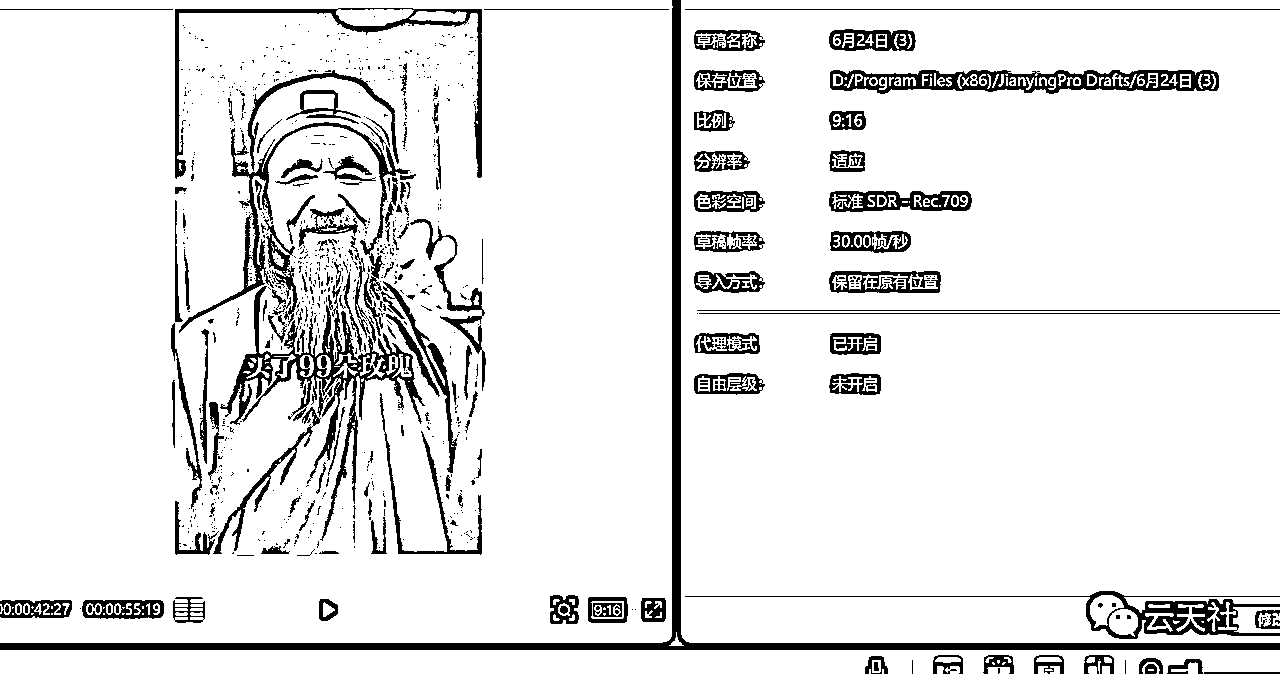 买了99朵玫瑰
00:00:42:27 00:00:55:19
9:16
草稿名称: 6月24日 (3)
保存位置: D:/Program Files (x86)/JianyingPro Drafts/6月24日 (3)
比例: 9:16
分辨率: 适应
色彩空间: 标准 SDR - Rec.709
草稿帧率: 30.00帧/秒
导入方式: 保留在原有位置
代理模式: 已开启
自由层级: 未开启
云天社
修改